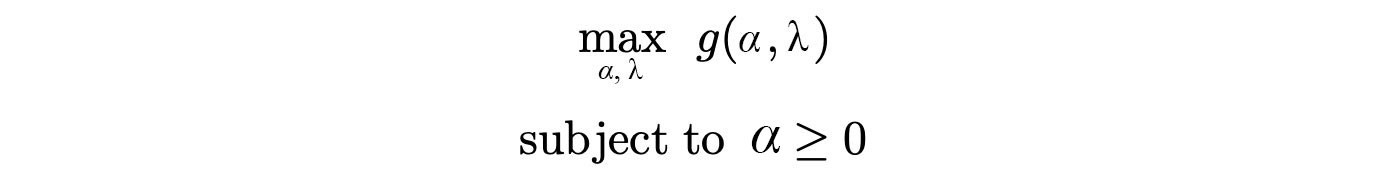 max g(α, λ)
α, λ
subject to α ≥ 0